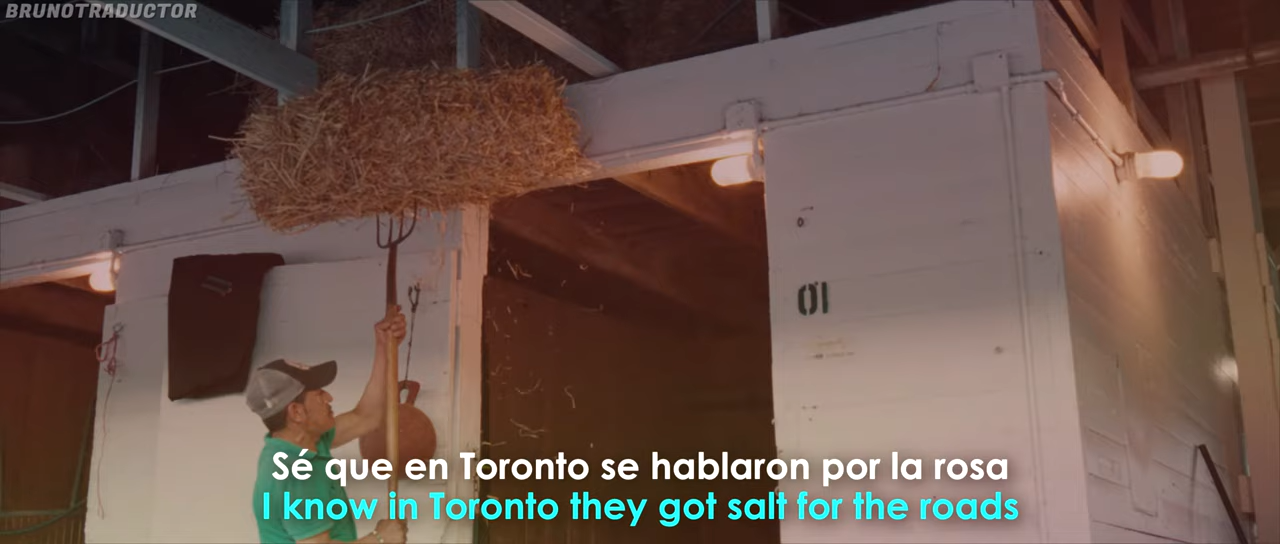 BRUNOTRADUCTOR
0
01
Sé que en Toronto se hablaron por la rosa
I know in Toronto they got salt for the roads